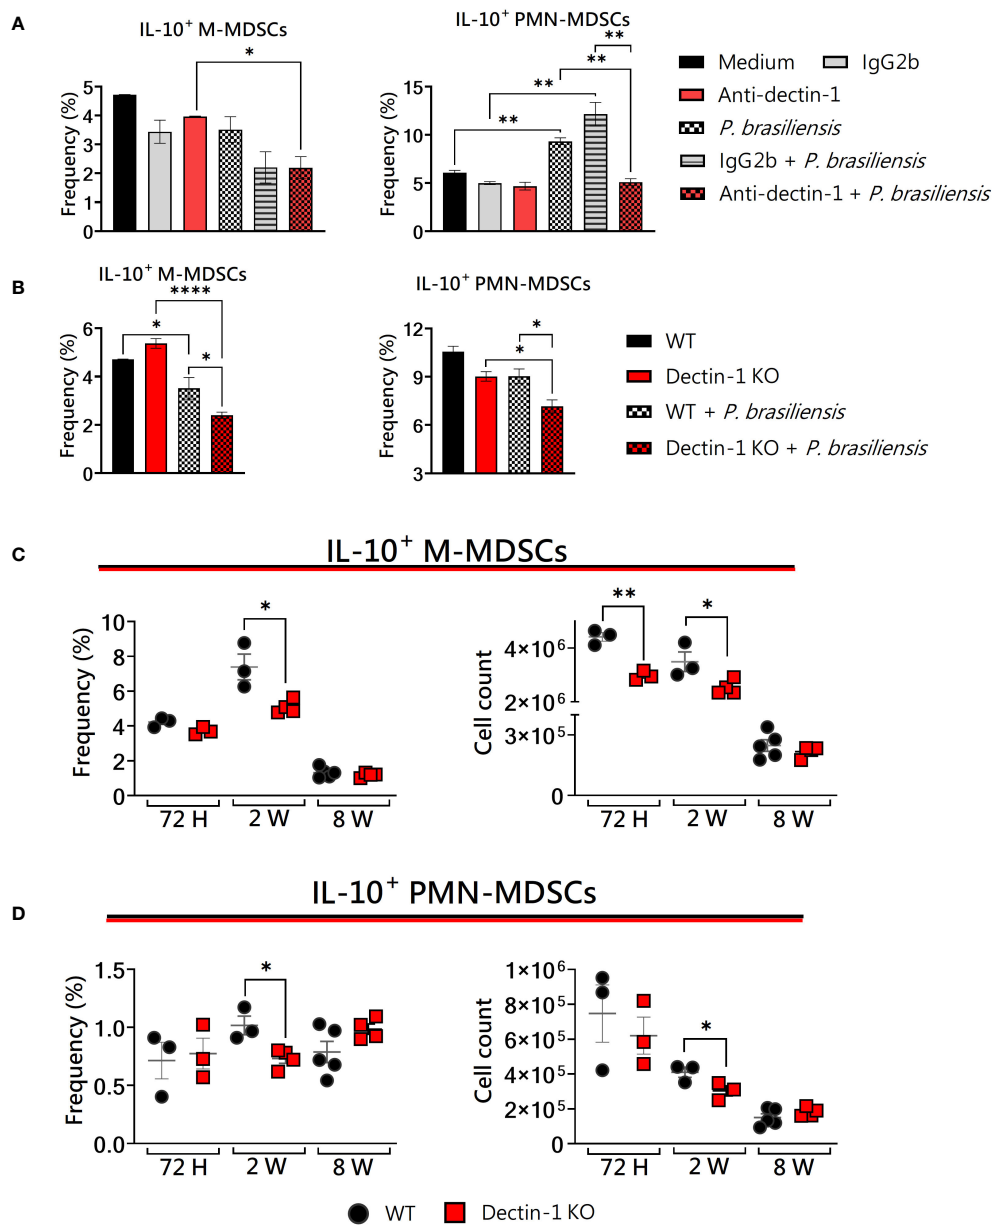 A
IL-10⁺ M-MDSCs
*
Frequency (%)
5
4
3
2
1
0
IL-10⁺ PMN-MDSCs
**
**
**
**
Frequency (%)
15
10
5
0
Medium
IgG2b
Anti-dectin-1
P. brasiliensis
IgG2b + P. brasiliensis
Anti-dectin-1 + P. brasiliensis
B
IL-10⁺ M-MDSCs
****
*
*
Frequency (%)
6
4
2
0
IL-10⁺ PMN-MDSCs
*
*
Frequency (%)
12
9
6
3
WT
Dectin-1 KO
WT + P. brasiliensis
Dectin-1 KO + P. brasiliensis
C
IL-10⁺ M-MDSCs
*
Frequency (%)
10
8
6
4
2
0
72 H
2 W
8 W
**
*
Cell count
4×10⁶
2×10⁶
3×10⁵
0
72 H
2 W
8 W
D
IL-10⁺ PMN-MDSCs
*
Frequency (%)
1.5
1.0
0.5
0.0
72 H
2 W
8 W
*
Cell count
1×10⁶
8×10⁵
6×10⁵
4×10⁵
2×10⁵
0
72 H
2 W
8 W
WT
Dectin-1 KO